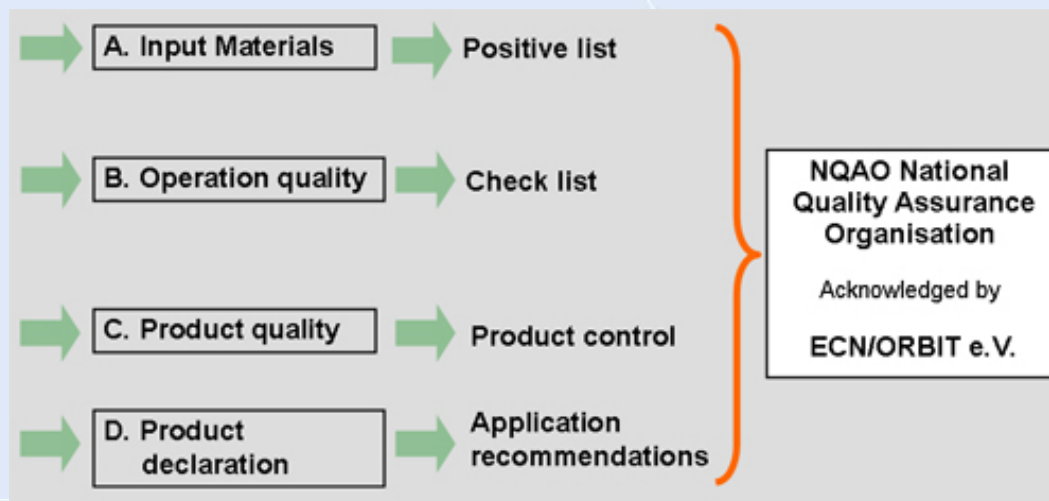 A. Input Materials
Positive list
B. Operation quality
Check list
C. Product quality
Product control
D. Product
declaration
Application
recommendations
NQAO National
Quality Assurance
Organisation
Acknowledged by
ECN/ORBIT e.V.